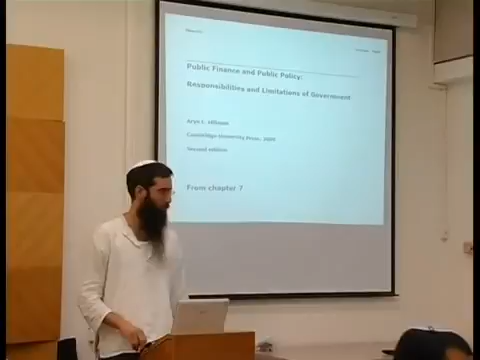 Public Finance and Public Policy:
Responsibilities and Limitations of Government
Arye L. Hillman
Cambridge University Press, 2009
Second edition
From chapter 7